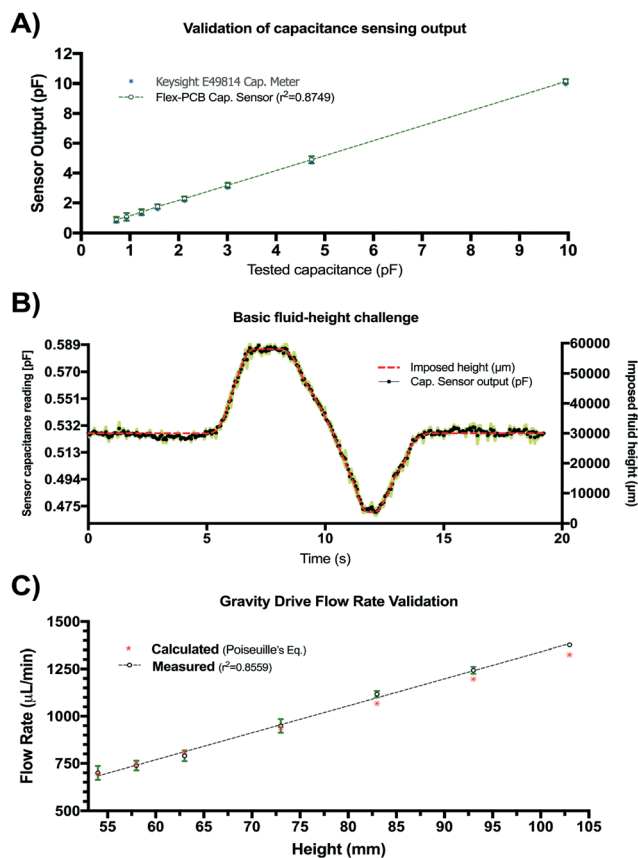 A)
Validation of capacitance sensing output
Sensor Output (pF)
12
10
8
6
4
2
0
Keysight E49814 Cap. Meter
Flex-PCB Cap. Sensor (r²=0.8749)
0 1 2 3 4 5 6 7 8 9 10
Tested capacitance (pF)
B)
Basic fluid-height challenge
Sensor capacitance reading [pF]
0.589
0.570
0.551
0.532
0.513
0.494
0.475
Imposed height (μm)
Cap. Sensor output (pF)
60000
50000
40000
30000
20000
10000
0
Imposed fluid height
(μm)
0 5 10 15 20
Time (s)
C)
Gravity Drive Flow Rate Validation
Flow Rate (μL/min)
1500
1250
1000
750
500
Calculated (Poiseuille's Eq.)
Measured (r²=0.8559)
55 60 65 70 75 80 85 90 95 100 105
Height (mm)